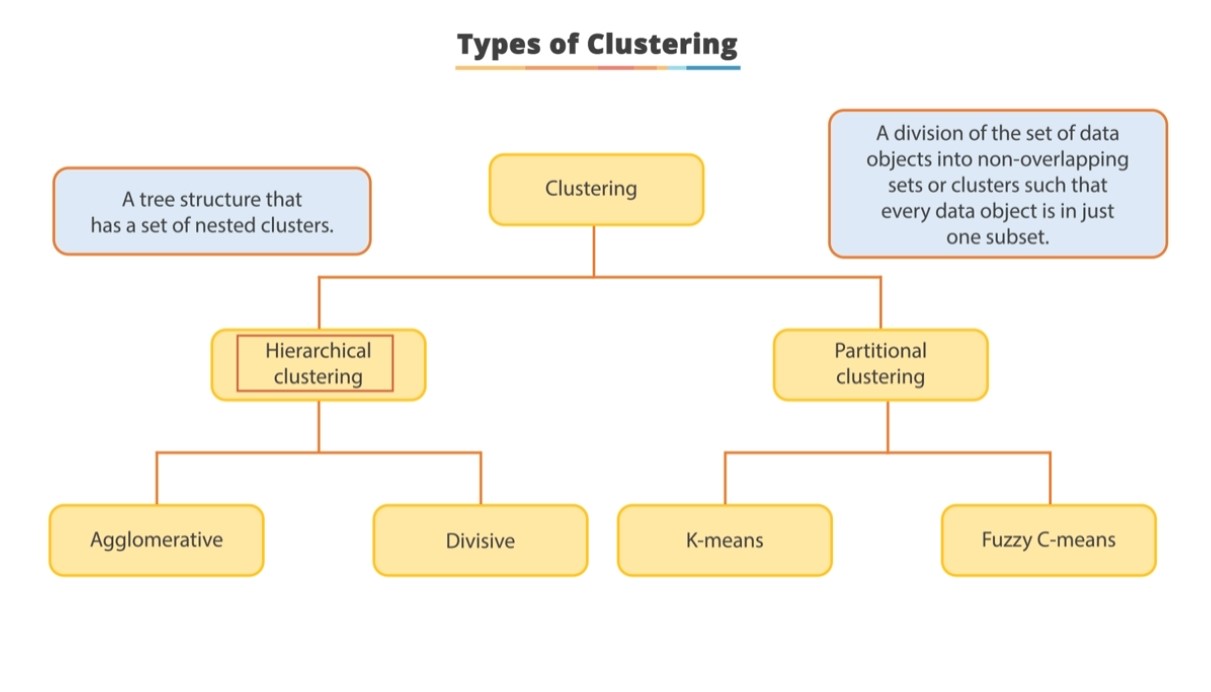 Types of Clustering
A tree structure that
has a set of nested clusters.
Clustering
A division of the set of data
objects into non-overlapping
sets or clusters such that
every data object is in just
one subset.
Hierarchical
clustering
Partitional
clustering
Agglomerative
Divisive
K-means
Fuzzy C-means